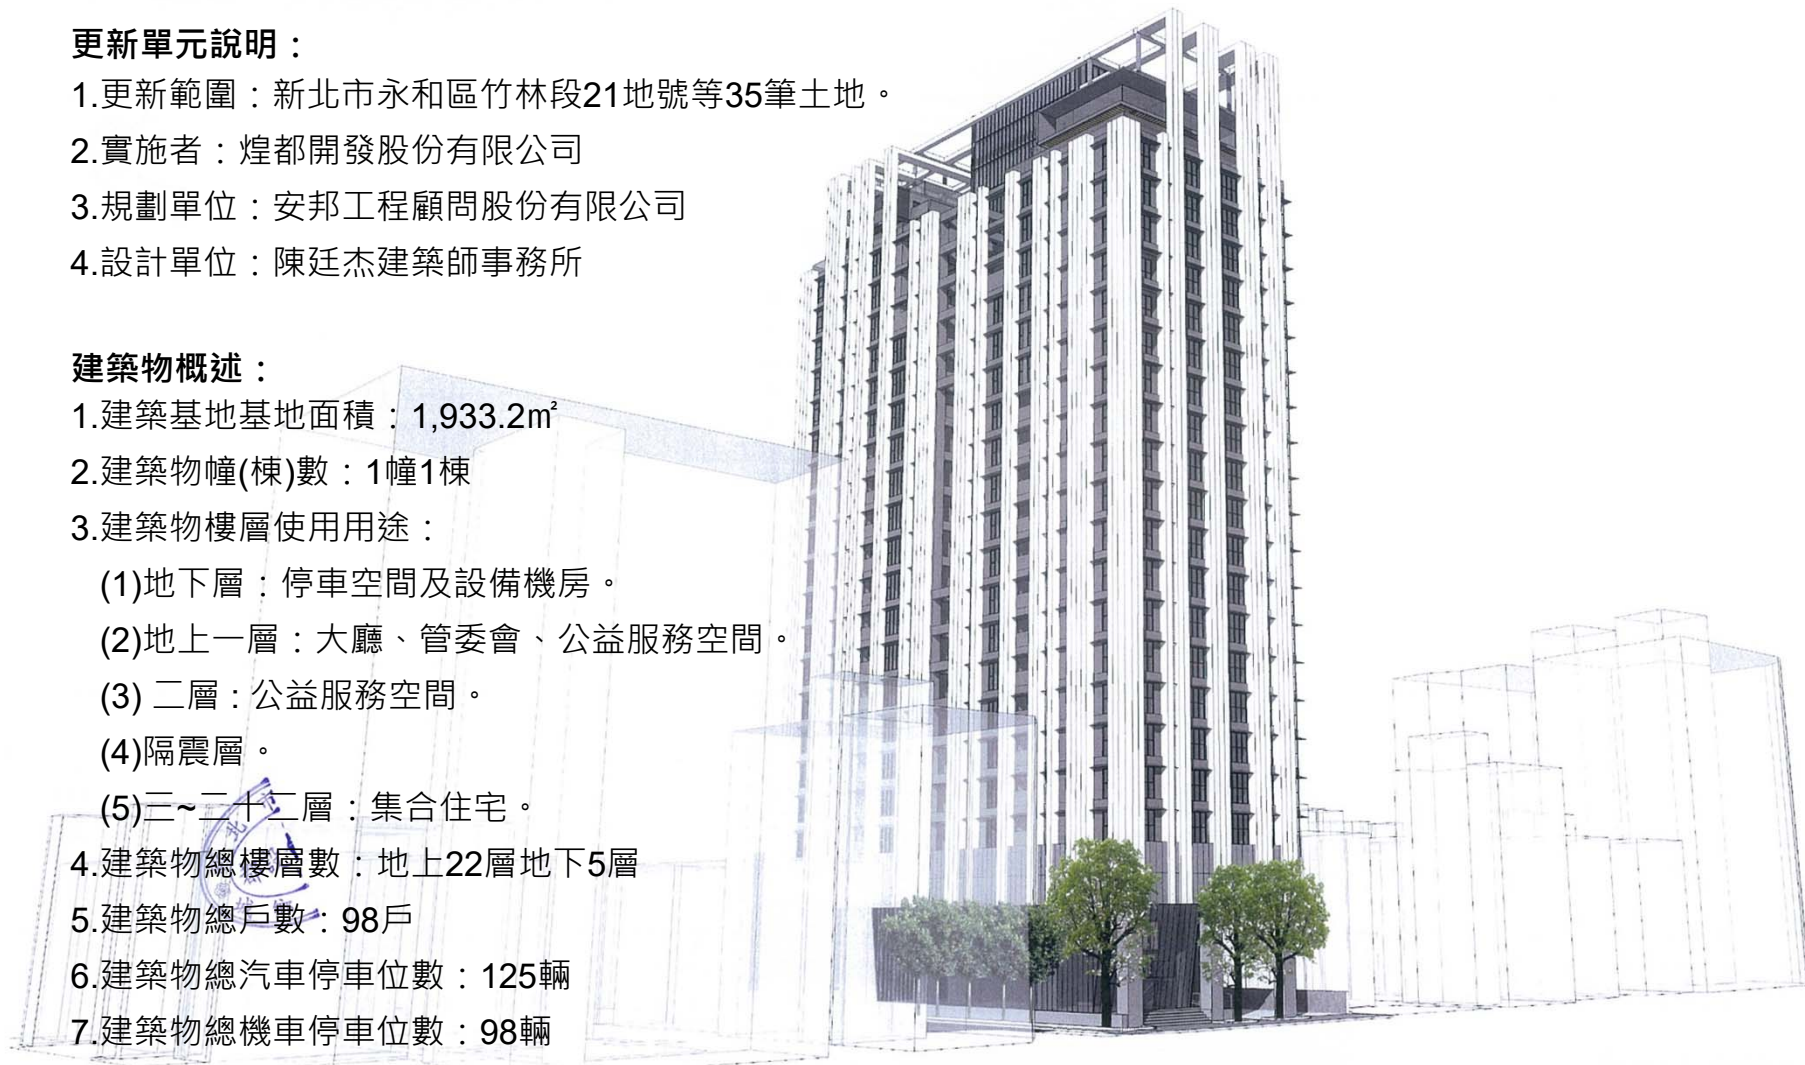 更新單元說明：
1.更新範圍：新北市永和區竹林段21地號等35筆土地。
2.實施者：煌都開發股份有限公司
3.規劃單位：安邦工程顧問股份有限公司
4.設計單位：陳廷杰建築師事務所
建築物概述：
1.建築基地基地面積：1,933.2㎡
2.建築物幢(棟)數：1幢1棟
3.建築物樓層使用用途：
(1)地下層：停車空間及設備機房。
(2)地上一層：大廳、管委會、公益服務空間。
(3) 二層：公益服務空間。
(4)隔震層。
(5)三~二十二層：集合住宅。
4.建築物總樓層數：地上22層地下5層
5.建築物總戶數：98戶
6.建築物總汽車停車位數：125輛
7.建築物總機車停車位數：98輛